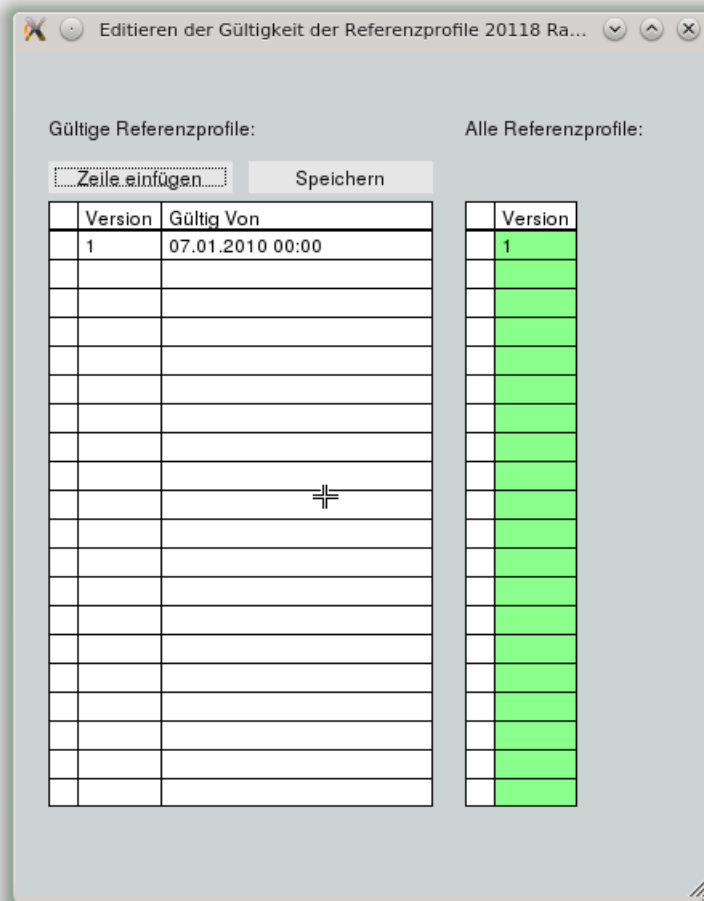 Editieren der Gültigkeit der Referenzprofile 20118 Ra...
Gültige Referenzprofile:
Alle Referenzprofile:
Zeile einfügen
Speichern
Version Gültig Von
Version
1 07.01.2010 00:00
1